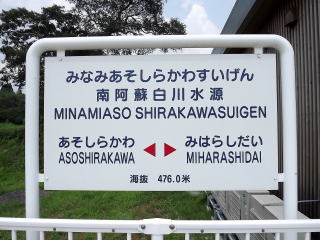 みなみあそしらかわすいげん
南阿蘇白川水源
MINAMIASO SHIRAKAWASUIGEN
あそしらかわ みはらしだい
ASOSHIRAKAWA MIHARASHIDAI
海抜 476.0米